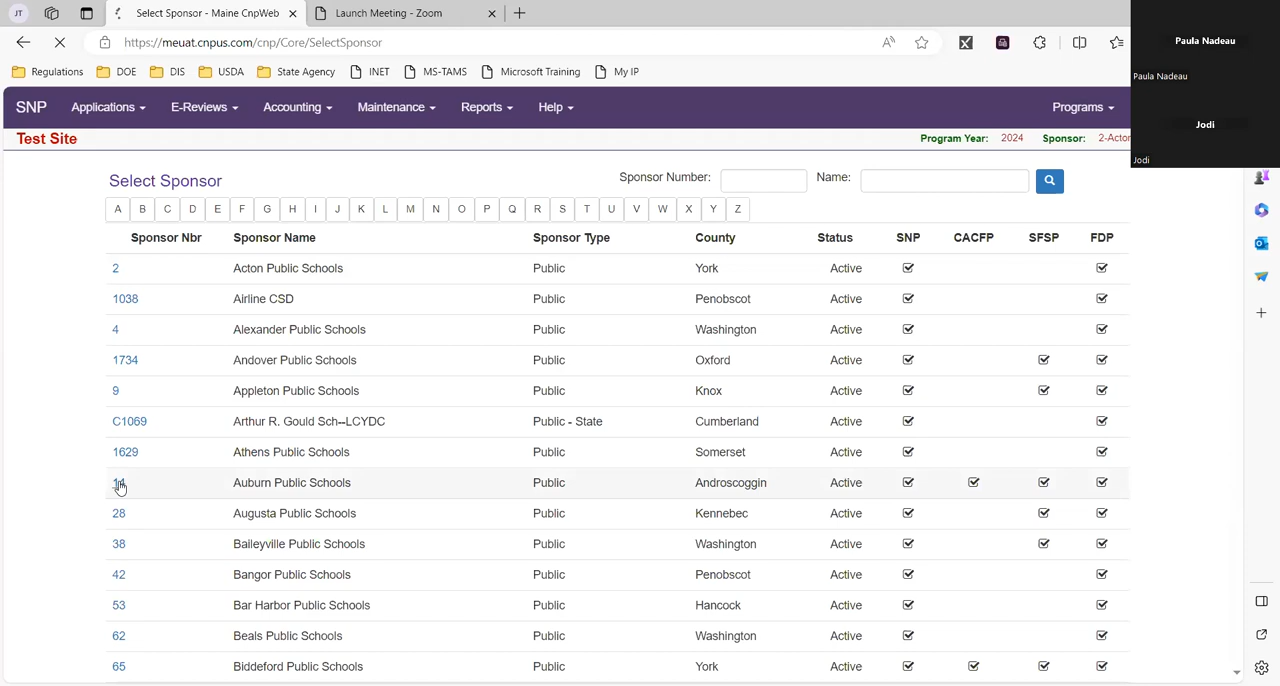 JT
Select Sponsor - Maine CnpWeb
Launch Meeting - Zoom
https://meuat.cnpus.com/cnp/Core/SelectSponsor
Regulations DOE DIS USDA State Agency INET MS-TAMS Microsoft Training My IP
Paula Nadeau
Paula Nadeau
Jodi
Jodi
SNP Applications E-Reviews Accounting Maintenance Reports Help Programs
Test Site Program Year: 2024 Sponsor: 2-Acton
Select Sponsor Sponsor Number: Name:
A B C D E F G H I J K L M N O P Q R S T U V W X Y Z
Sponsor Nbr Sponsor Name Sponsor Type County Status SNP CACFP SFSP FDP
2 Acton Public Schools Public York Active
1038 Airline CSD Public Penobscot Active
4 Alexander Public Schools Public Washington Active
1734 Andover Public Schools Public Oxford Active
9 Appleton Public Schools Public Knox Active
C1069 Arthur R. Gould Sch--LCYDC Public - State Cumberland Active
1629 Athens Public Schools Public Somerset Active
14 Auburn Public Schools Public Androscoggin Active
28 Augusta Public Schools Public Kennebec Active
38 Baileyville Public Schools Public Washington Active
42 Bangor Public Schools Public Penobscot Active
53 Bar Harbor Public Schools Public Hancock Active
62 Beals Public Schools Public Washington Active
65 Biddeford Public Schools Public York Active